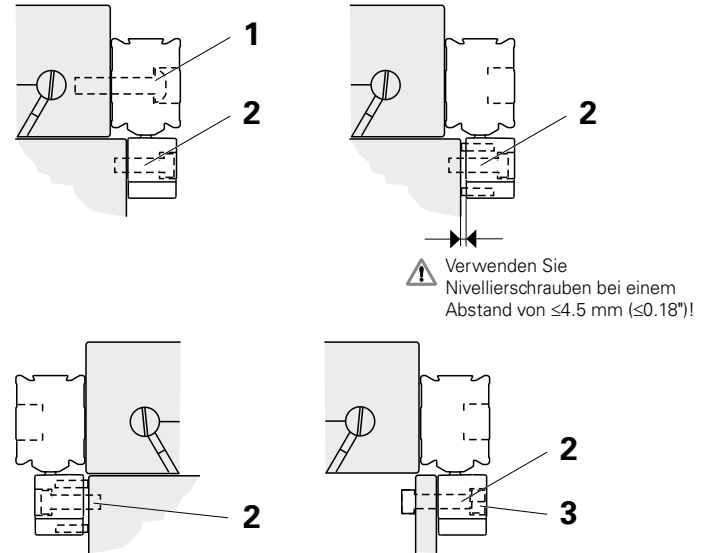 1
2
2
Verwenden Sie
Nivellierschrauben bei einem
Abstand von ≤4.5 mm (≤0.18")!
2
2
3